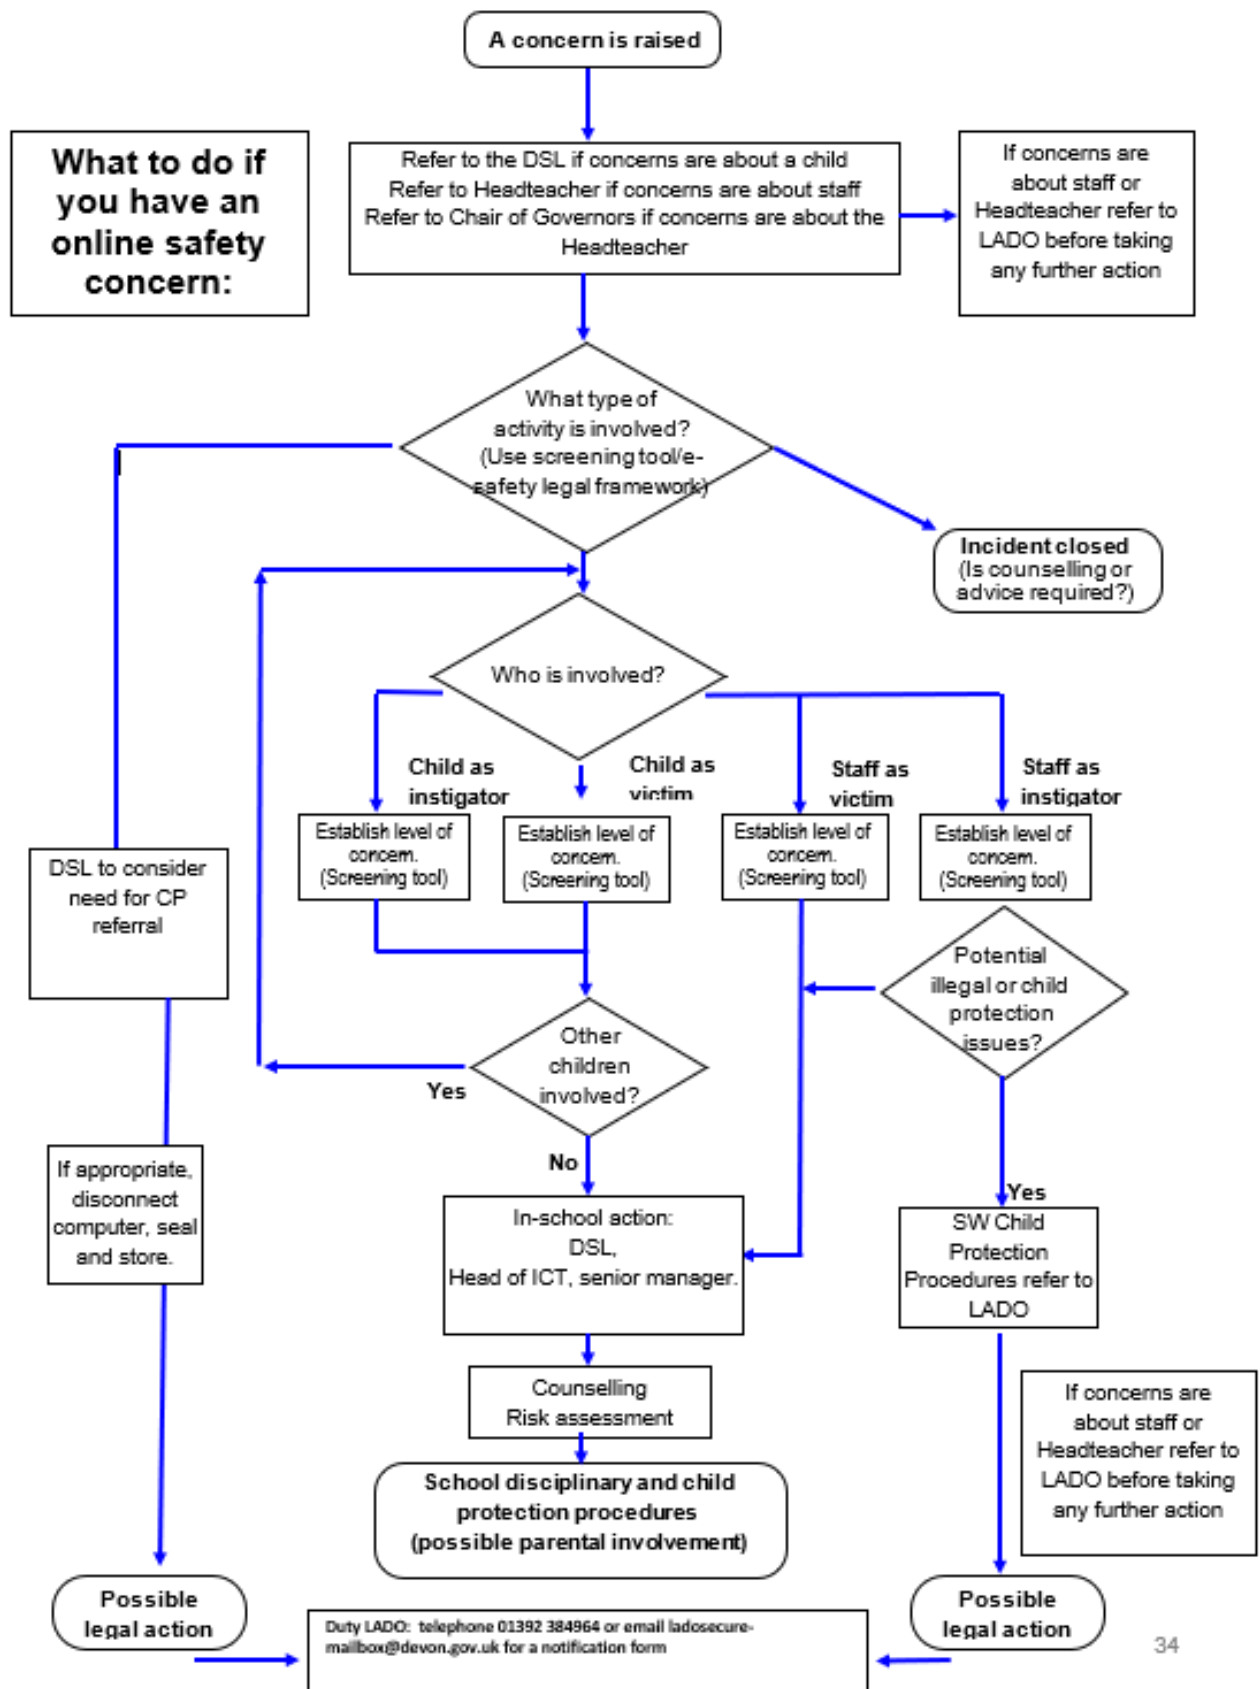 A concern is raised
What to do if
you have an
online safety
concern:
Refer to the DSL if concerns are about a child
Refer to Headteacher if concerns are about staff
Refer to Chair of Governors if concerns are about the
Headteacher
If concerns are
about staff or
Headteacher refer to
LADO before taking
any further action
What type of
activity is involved?
(Use screening tool/e-
safety legal framework)
Incident closed
(Is counselling or
advice required?)
Who is involved?
Child as
instigator
Child as
victim
Staff as
victim
Staff as
instigator
Establish level of
concern.
(Screening tool)
Establish level of
concern.
(Screening tool)
Establish level of
concern.
(Screening tool)
Establish level of
concern.
(Screening tool)
DSL to consider
need for CP
referral
Potential
illegal or child
protection
issues?
Other
children
involved?
Yes
No
If appropriate,
disconnect
computer, seal
and store.
In-school action:
DSL,
Head of ICT, senior manager.
Yes
SW Child
Protection
Procedures refer to
LADO
Counselling
Risk assessment
If concerns are
about staff or
Headteacher refer to
LADO before taking
any further action
School disciplinary and child
protection procedures
(possible parental involvement)
Possible
legal action
Possible
legal action
Duty LADO: telephone 01392 384964 or email ladosecure-
mailbox@devon.gov.uk for a notification form
34